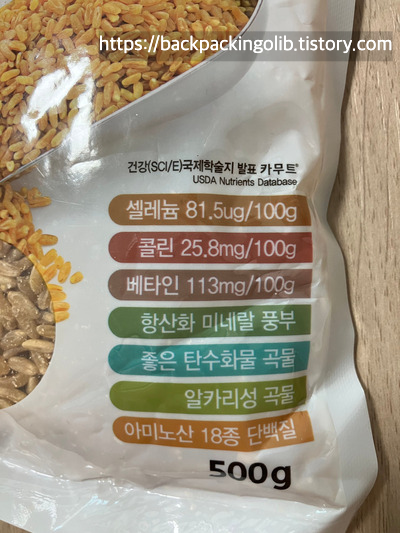 https://backpackingolib.tistory.com
건강(SCI/E)국제학술지 발표 카무트®
USDA Nutrients Database
셀레늄 81.5ug/100g
콜린 25.8mg/100g
베타인 113mg/100g
항산화 미네랄 풍부
좋은 탄수화물 곡물
알카리성 곡물
아미노산 18종 단백질
500g